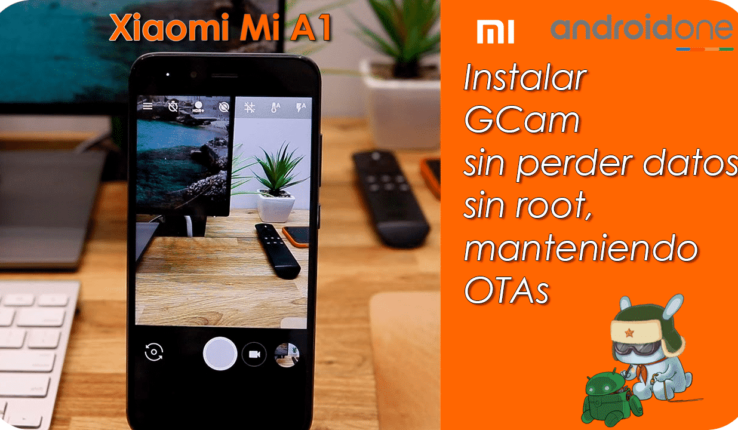 Xiaomi Mi A1
mi androidone
Instalar
GCam
sin perder datos
sin root,
manteniendo
OTAs